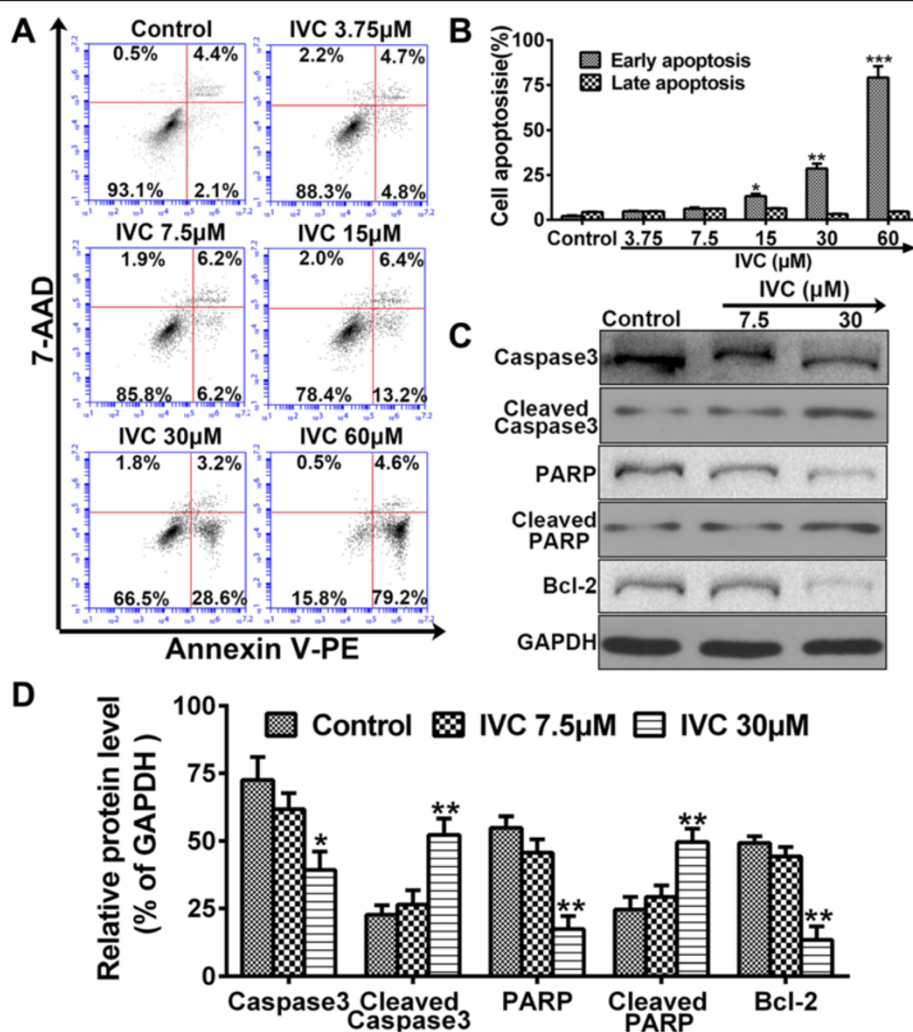 A
Control
IVC 3.75µM
0.5% 4.4%
2.2% 4.7%
93.1% 2.1%
88.3% 4.8%
IVC 7.5µM
IVC 15µM
1.9% 6.2%
2.0% 6.4%
85.8% 6.2%
78.4% 13.2%
IVC 30µM
IVC 60µM
1.8% 3.2%
0.5% 4.6%
66.5% 28.6%
15.8% 79.2%
7-AAD
Annexin V-PE
B
Cell apoptosisie(%)
100
75
50
25
0
Early apoptosis
Late apoptosis
*
**
***
Control 3.75 7.5 15 30 60
IVC (µM)
C
IVC (µM)
Control 7.5 30
Caspase3
Cleaved
Caspase3
PARP
Cleaved
PARP
Bcl-2
GAPDH
D
Relative protein level
(% of GAPDH )
100
75
50
25
0
Control IVC 7.5µM IVC 30µM
*
**
**
**
**
Caspase3
Cleaved
Caspase3
PARP
Cleaved
PARP
Bcl-2